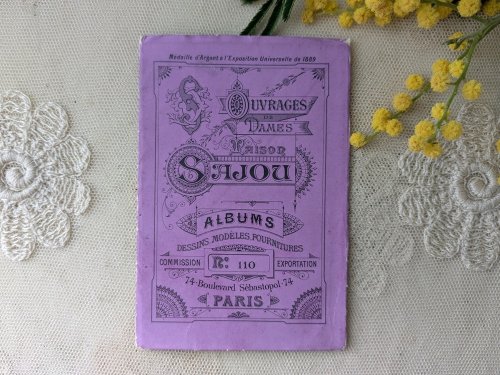 Médaille d'Argent à l'Exposition Universelle de 1889
OUVRAGES
DE
DAMES
MAISON
SAJOU
ALBUMS
DESSINS MODÈLES FOURNITURES
COMMISSION
No: 110
EXPORTATION
74-Boulevard Sébastopol-74
PARIS